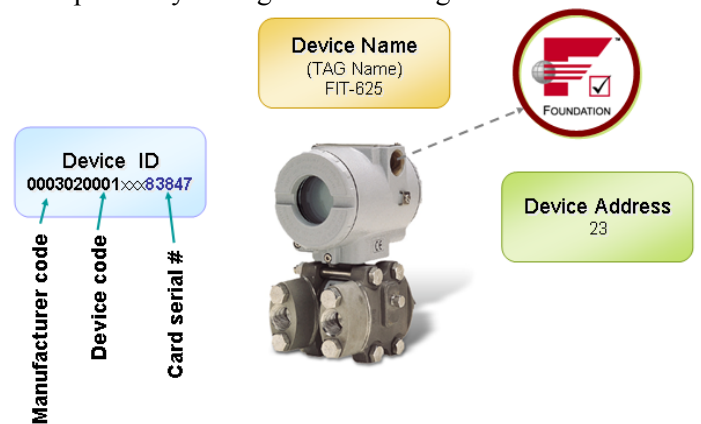 Device Name
(TAG Name)
FIT-625
FOUNDATION
Device ID
0003020001xxx83847
Device Address
23
Manufacturer code
Device code
Card serial #